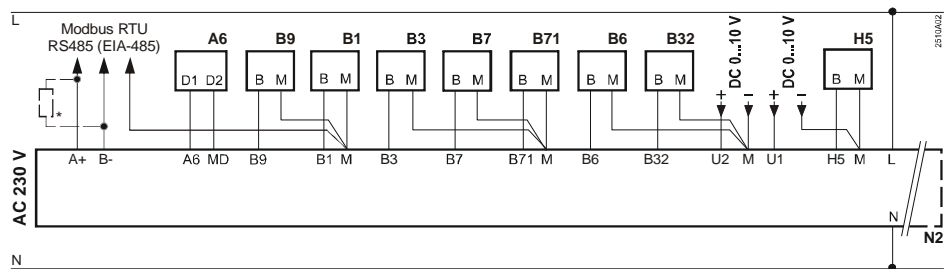 L
Modbus RTU
RS485 (EIA-485)
A6 B9 B1 B3 B7 B71 B6 B32 H5
DC 0...10 V
DC 0...10 V
2510A02
D1 D2 B M B M B M B M B M B M B M B M
+ – + –
*
A+ B- A6 MD B9 B1 M B3 B7 B71 M B6 B32 U2 M U1 H5 M L
AC 230 V
N
N2
N